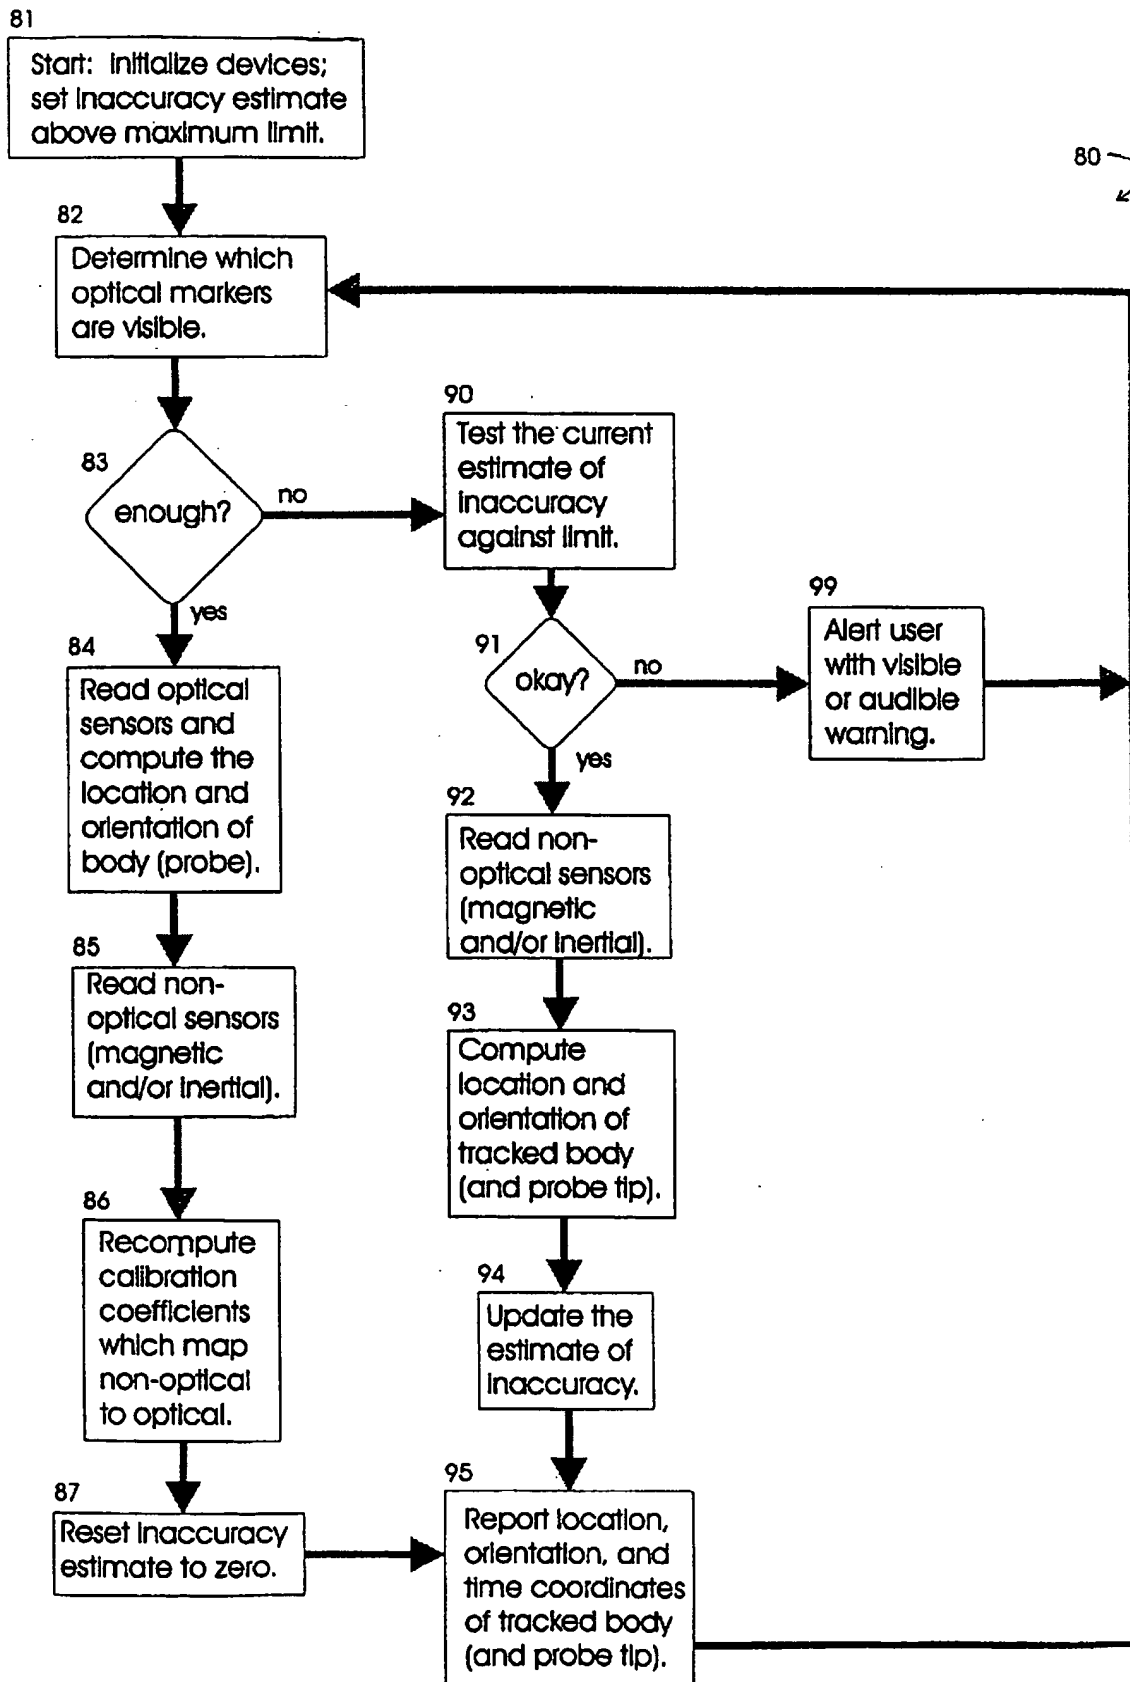 81
Start: initialize devices;
set inaccuracy estimate
above maximum limit.
80
82
Determine which
optical markers
are visible.
83
enough?
no
yes
90
Test the current
estimate of
inaccuracy
against limit.
91
okay?
no
yes
99
Alert user
with visible
or audible
warning.
84
Read optical
sensors and
compute the
location and
orientation of
body (probe).
92
Read non-
optical sensors
(magnetic
and/or inertial).
85
Read non-
optical sensors
(magnetic
and/or inertial).
93
Compute
location and
orientation of
tracked body
(and probe tip).
86
Recompute
calibration
coefficients
which map
non-optical
to optical.
94
Update the
estimate of
inaccuracy.
87
Reset inaccuracy
estimate to zero.
95
Report location,
orientation, and
time coordinates
of tracked body
(and probe tip).